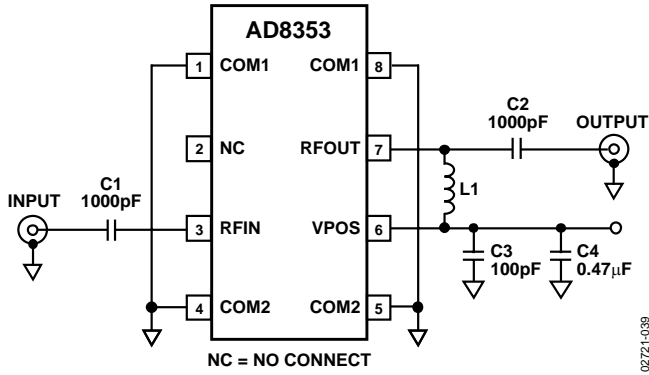 AD8353
1 COM1
COM1 8
2 NC
RFOUT 7
C2
1000pF
OUTPUT
L1
C1
1000pF
INPUT
3 RFIN
VPOS 6
C3
100pF
C4
0.47μF
4 COM2
COM2 5
NC = NO CONNECT
02721-039